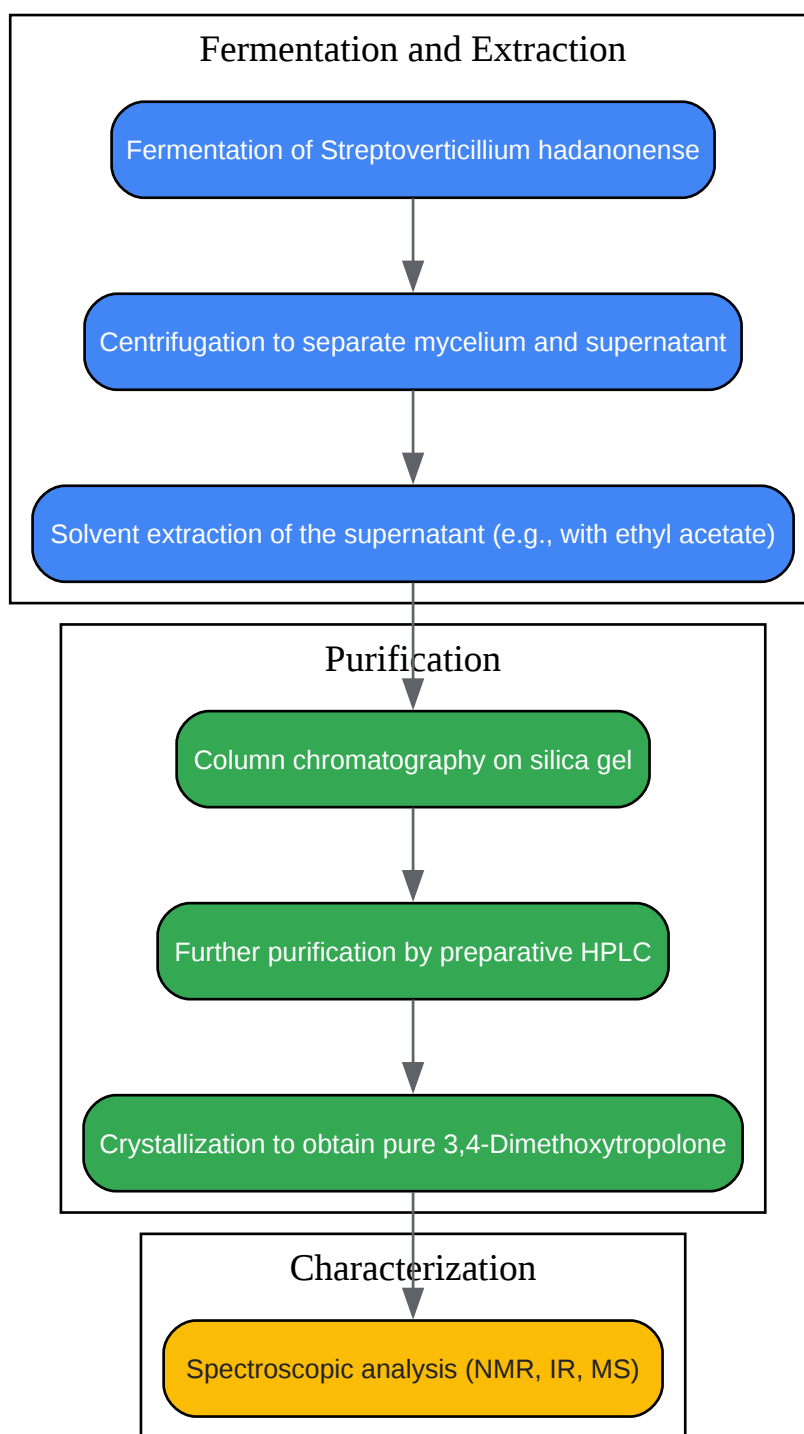 Fermentation and Extraction
Fermentation of Streptoverticillium hadanonense
Centrifugation to separate mycelium and supernatant
Solvent extraction of the supernatant (e.g., with ethyl acetate)
Purification
Column chromatography on silica gel
Further purification by preparative HPLC
Crystallization to obtain pure 3,4-Dimethoxytropolone
Characterization
Spectroscopic analysis (NMR, IR, MS)